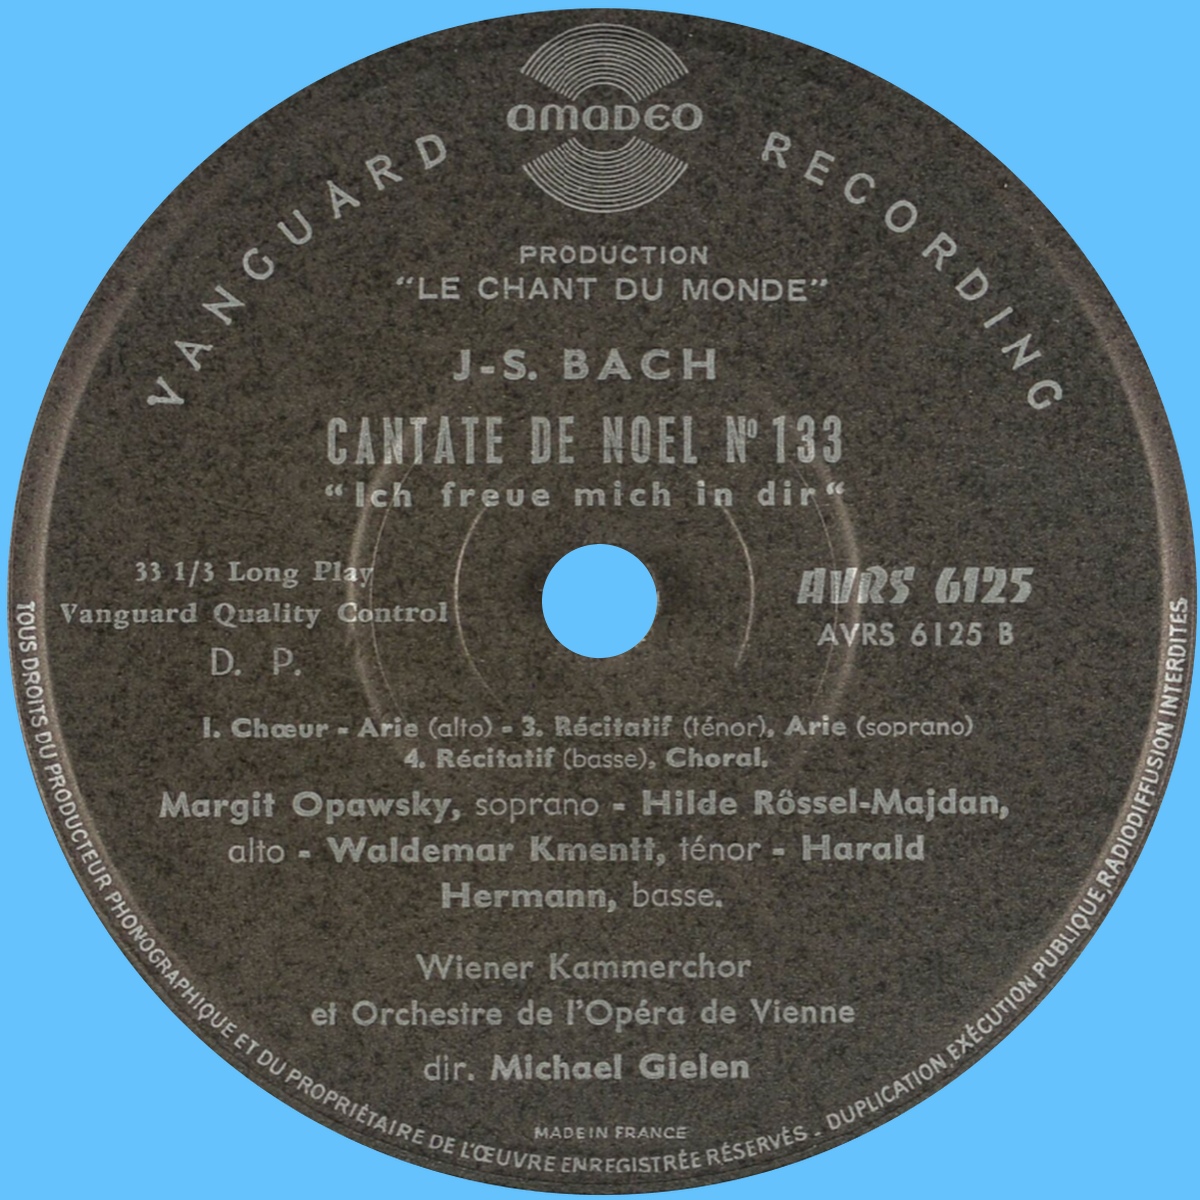 AMADEO
VANGUARD RECORDING
PRODUCTION
"LE CHANT DU MONDE"
J-S. BACH
CANTATE DE NOEL Nº 133
"Ich freue mich in dir"
33 1/3 Long Play
Vanguard Quality Control
D. P.
AVRS 6125
AVRS 6125 B
1. Chœur - Arie (alto) - 3. Récitatif (ténor), Arie (soprano)
4. Récitatif (basse), Choral.
Margit Opawsky, soprano - Hilde Rössel-Majdan,
alto - Waldemar Kmentt, ténor - Harald
Hermann, basse.
Wiener Kammerchor
et Orchestre de l'Opéra de Vienne
dir. Michael Gielen
MADE IN FRANCE
TOUS DROITS DU PRODUCTEUR PHONOGRAPHIQUE ET DU PROPRIÉTAIRE DE L'ŒUVRE ENREGISTRÉE RÉSERVÉS - DUPLICATION EXÉCUTION PUBLIQUE, RADIODIFFUSION INTERDITES